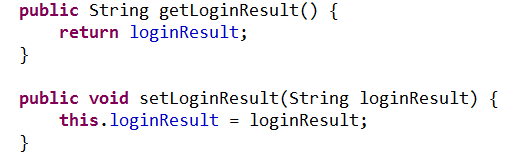 public String getLoginResult() {
    return loginResult;
}

public void setLoginResult(String loginResult) {
    this.loginResult = loginResult;
}